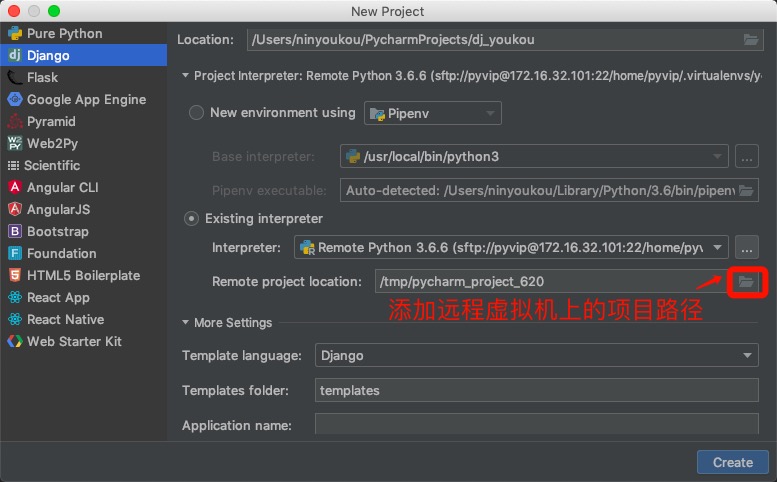 New Project
Pure Python
Django
Flask
Google App Engine
Pyramid
Web2Py
Scientific
Angular CLI
AngularJS
Bootstrap
Foundation
HTML5 Boilerplate
React App
React Native
Web Starter Kit
Location: /Users/ninyoukou/PycharmProjects/dj_youkou
Project Interpreter: Remote Python 3.6.6 (sftp://pyvip@172.16.32.101:22/home/pyvip/.virtualenvs/y
New environment using Pipenv
Base interpreter: /usr/local/bin/python3 ...
Pipenv executable: Auto-detected: /Users/ninyoukou/Library/Python/3.6/bin/pipenv
Existing interpreter
Interpreter: Remote Python 3.6.6 (sftp://pyvip@172.16.32.101:22/home/pyv ...
Remote project location: /tmp/pycharm_project_620
添加远程虚拟机上的项目路径
More Settings
Template language: Django
Templates folder: templates
Application name:
Create